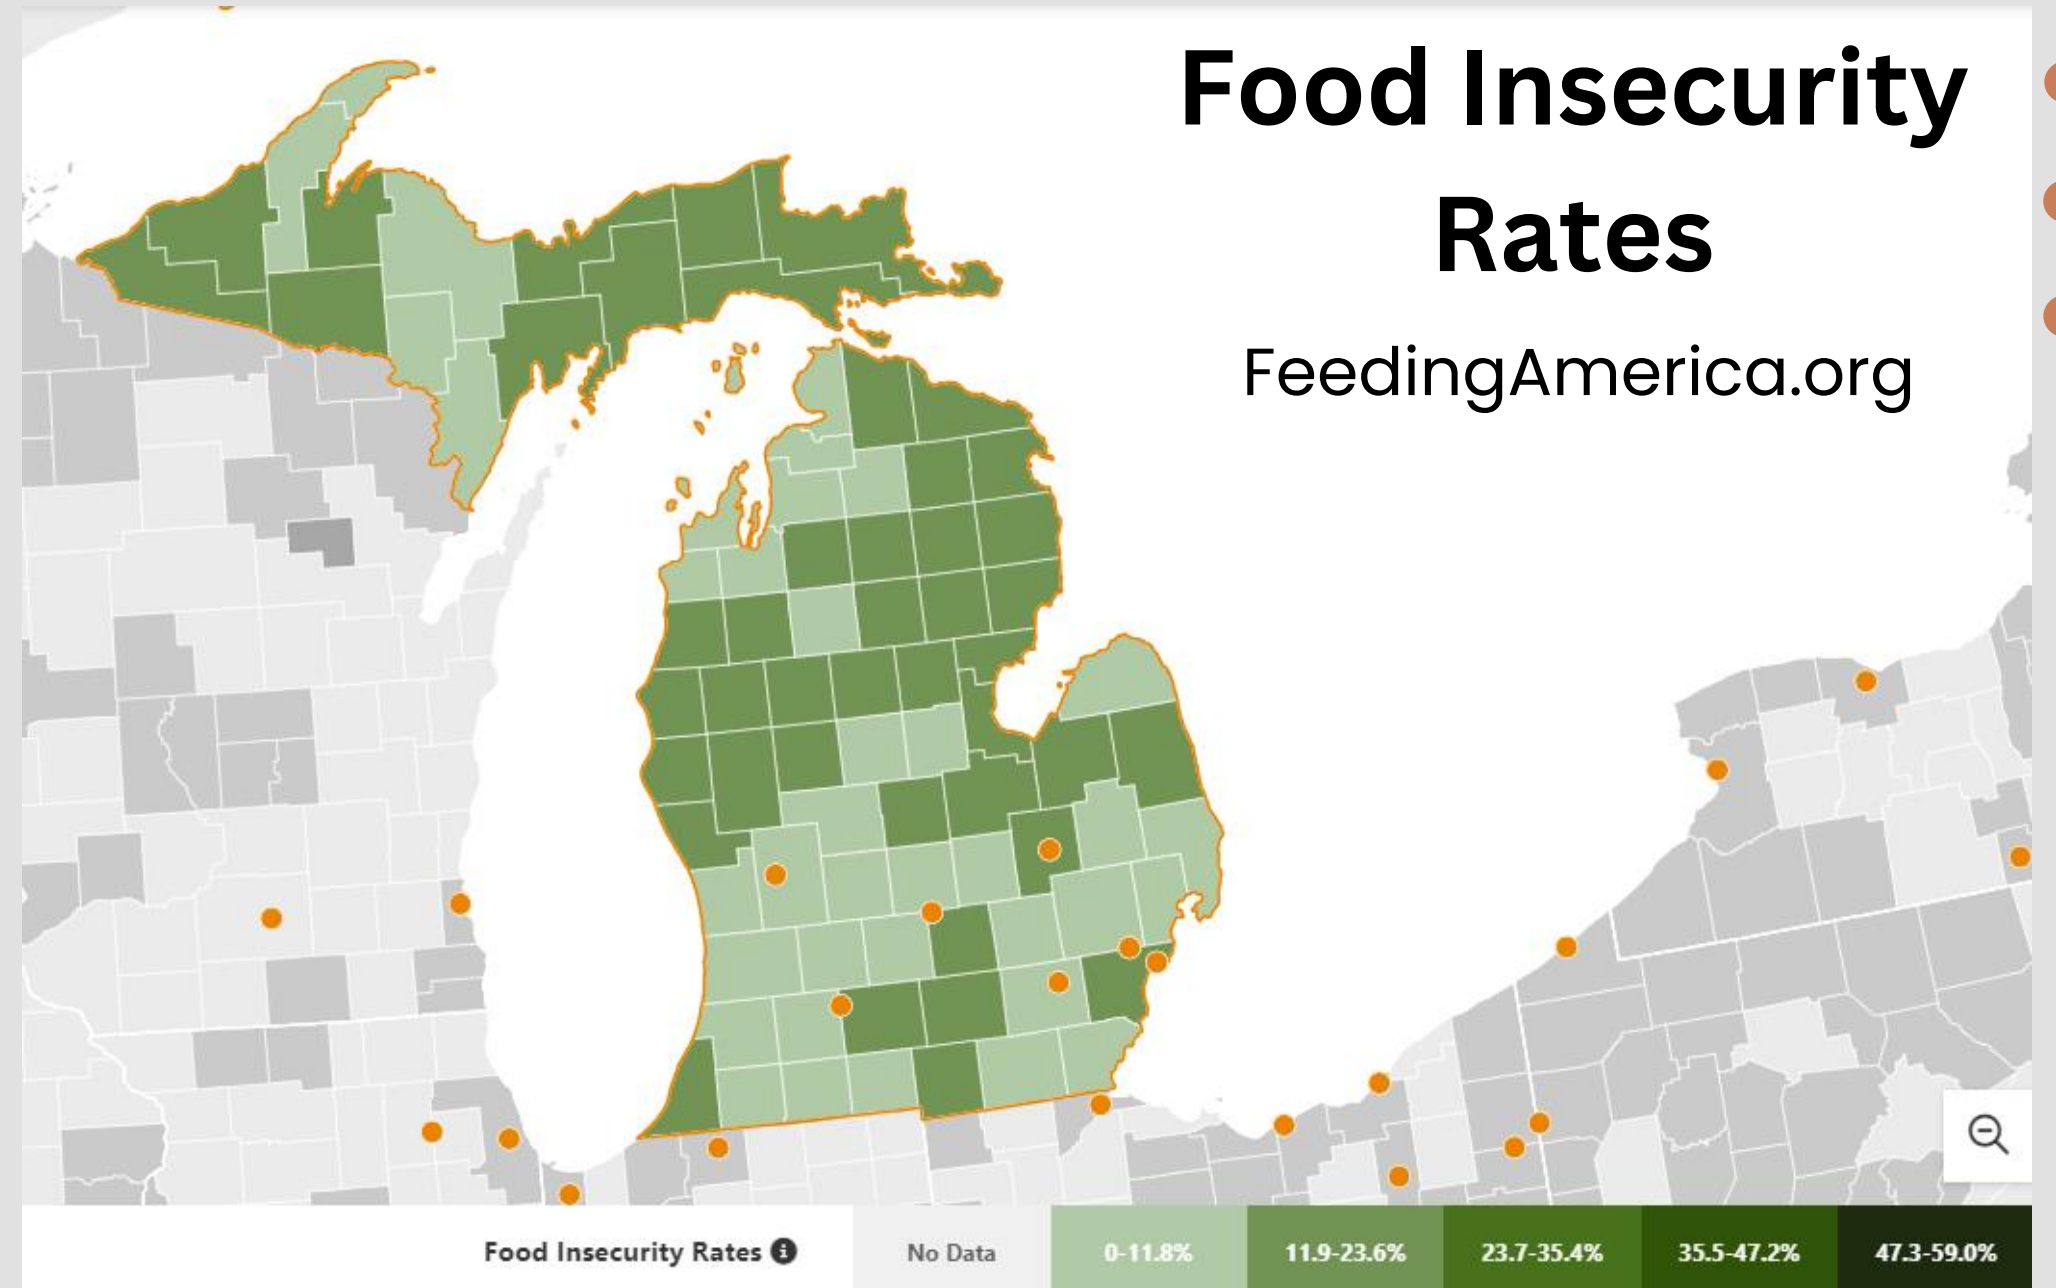 Food Insecurity
Rates
FeedingAmerica.org
Food Insecurity Rates
No Data
0-11.8%
11.9-23.6%
23.7-35.4%
35.5-47.2%
47.3-59.0%